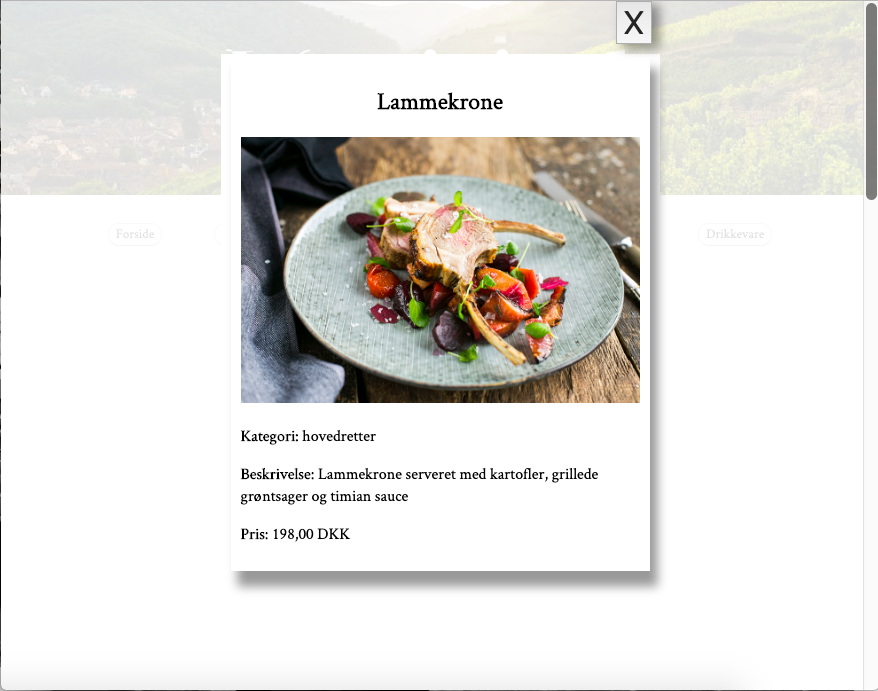 X
Lammekrone
Forside
Drikkevare
Kategori: hovedretter
Beskrivelse: Lammekrone serveret med kartofler, grillede
grøntsager og timian sauce
Pris: 198,00 DKK